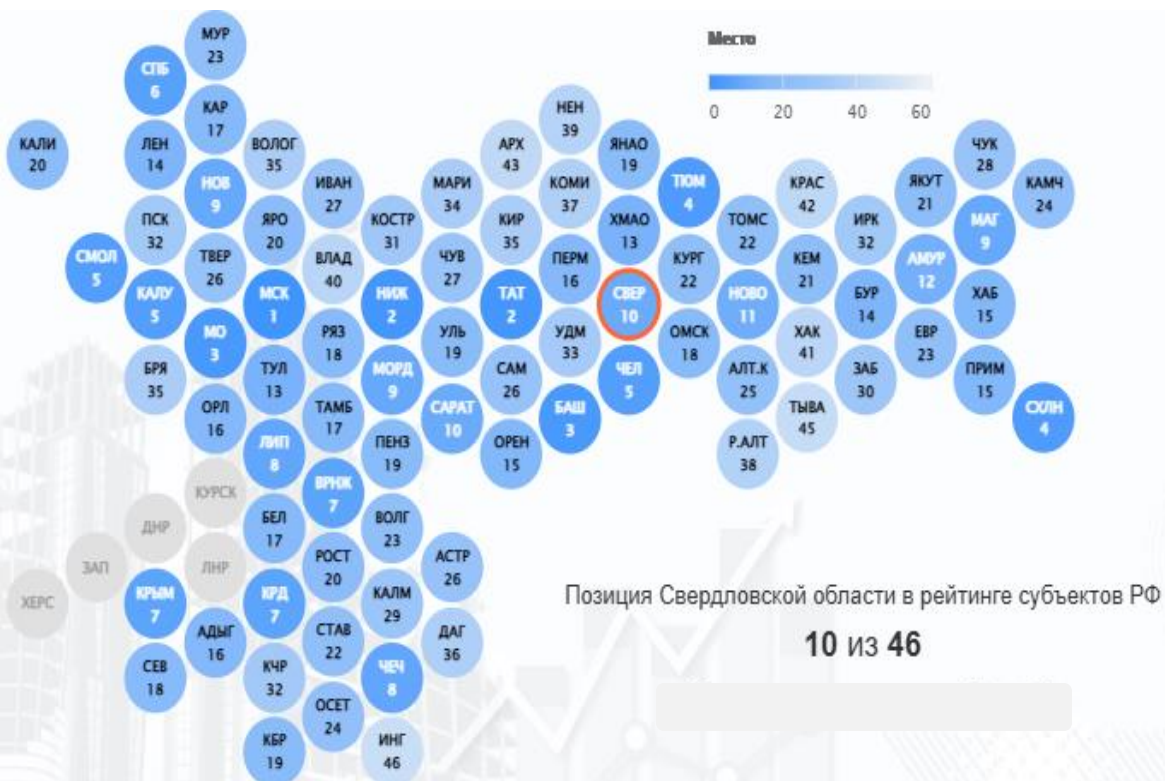 Место
0 20 40 60
МУР
23
СПБ
6
КАР
17
НЕН
39
КАЛИ
20
ЛЕН
14
ВОЛОГ
35
АРХ
43
ЯНАО
19
ЧУК
28
НОВ
9
ИВАН
27
МАРИ
34
КОМИ
37
ТЮМ
4
КРАС
42
ЯКУТ
21
КАМЧ
24
ПСК
32
ЯРО
20
КОСТР
31
КИР
35
ХМАО
13
ТОМС
22
ИРК
32
МАГ
9
СМОЛ
5
ТВЕР
26
ВЛАД
40
ЧУВ
27
ПЕРМ
16
КУРГ
22
КЕМ
21
АМУР
12
КАЛУ
5
МСК
1
НИЖ
2
ТАТ
2
СВЕР
10
НОВО
11
БУР
14
ХАБ
15
МО
3
РЯЗ
18
УЛЬ
19
УДМ
33
ОМСК
18
ХАК
41
ЕВР
23
БРЯ
35
ТУЛ
13
МОРД
9
САМ
26
ЧЕЛ
5
АЛТ.К
25
ЗАБ
30
ПРИМ
15
ОРЛ
16
ТАМБ
17
САРАТ
10
БАШ
3
ТЫВА
45
СХЛН
4
ЛИП
8
ПЕНЗ
19
ОРЕН
15
Р.АЛТ
38
КУРСК
ВРНЖ
7
ДНР
БЕЛ
17
ВОЛГ
23
ЗАП
ЛНР
РОСТ
20
АСТР
26
ХЕРС
КРЫМ
7
КРД
7
КАЛМ
29
АДЫГ
16
СТАВ
22
ДАГ
36
СЕВ
18
КЧР
32
ЧЕЧ
8
ОСЕТ
24
КБР
19
ИНГ
46
Позиция Свердловской области в рейтинге субъектов РФ
10 из 46